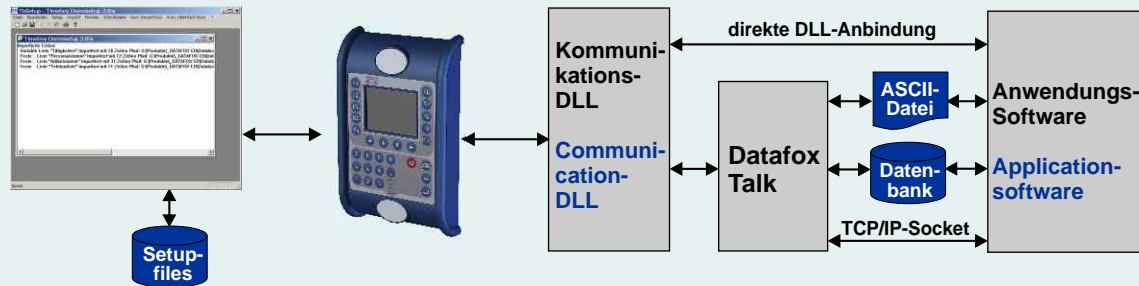 direkte DLL-Anbindung
Kommuni-
kations-
DLL
Communi-
cation-
DLL
Datafox
Talk
ASCII-
Datei
Daten-
bank
TCP/IP-Socket
Anwendungs-
Software
Application-
software
Setup-
files